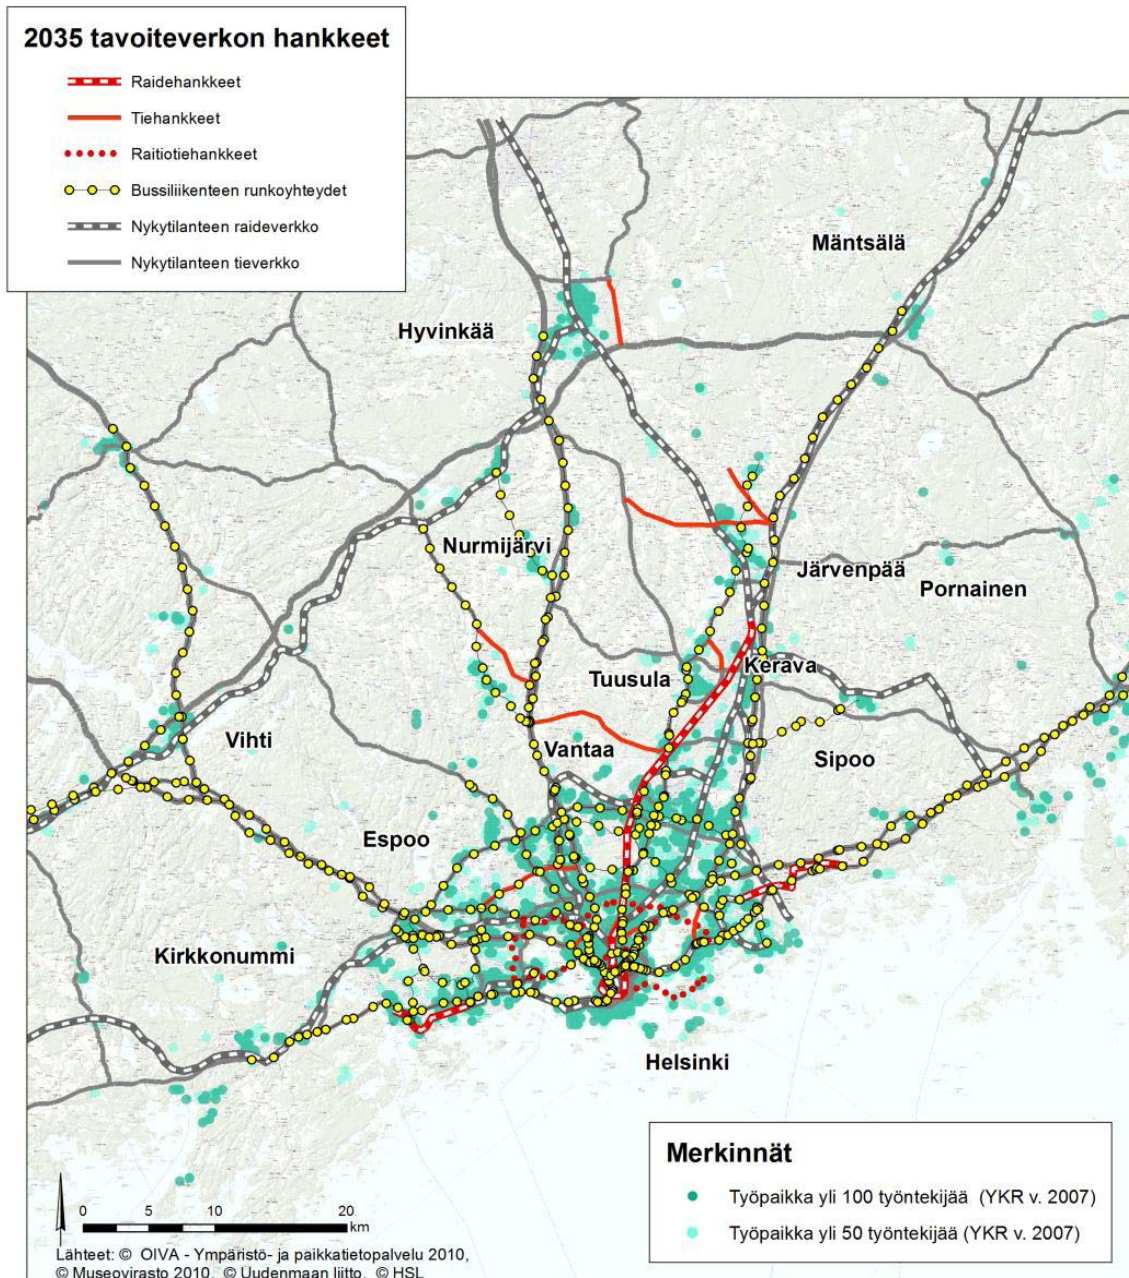 2035 tavoiteverkon hankkeet
Raidehankkeet
Tiehankkeet
Raitiotiehankkeet
Bussiliikenteen runkoyhteydet
Nykytilanteen raideverkko
Nykytilanteen tieverkko
Mäntsälä
Hyvinkää
Nurmijärvi
Järvenpää
Pornainen
Kerava
Tuusula
Vihti
Vantaa
Sipoo
Espoo
Kirkkonummi
Helsinki
Merkinnät
Työpaikka yli 100 työntekijää (YKR v. 2007)
Työpaikka yli 50 työntekijää (YKR v. 2007)
0 5 10 20
km
Lähteet: © OIVA - Ympäristö- ja paikkatietopalvelu 2010,
© Museovirasto 2010, © Uudenmaan liitto, © HSL